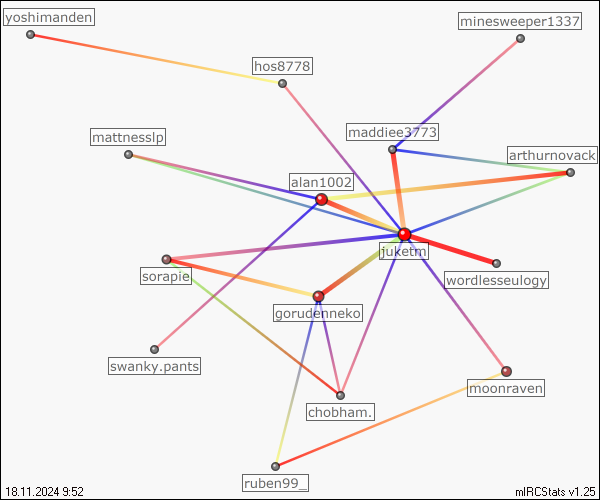 yoshimanden
minesweeper1337
hos8778
maddiee3773
mattnesslp
arthurnovack
alan1002
juketm
sorapie
wordlesseulogy
gorudenneko
swanky.pants
moonraven
chobham.
ruben99_
18.11.2024 9:52
mIRCStats v1.25